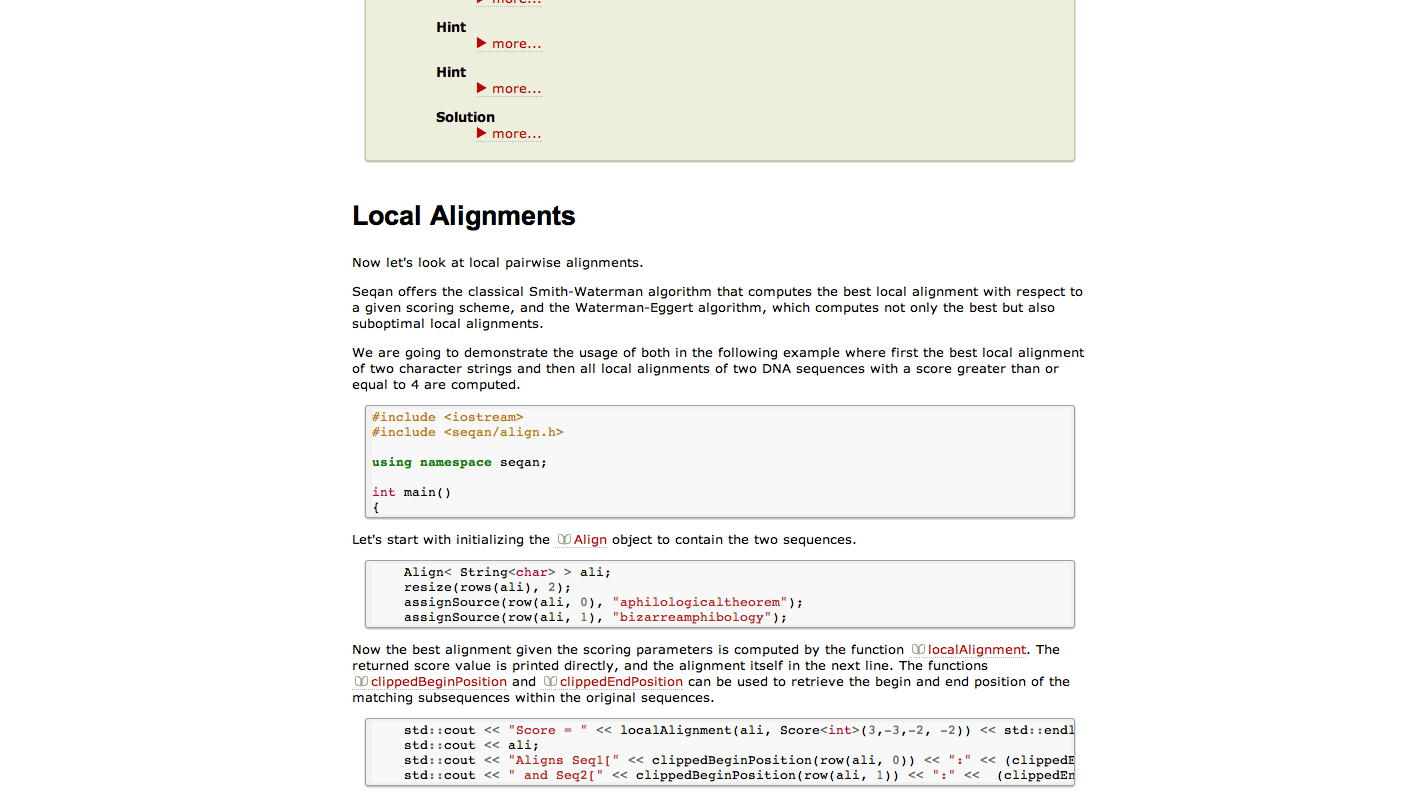 more...
Hint
more...
Hint
more...
Solution
more...
Local Alignments
Now let's look at local pairwise alignments.
Seqan offers the classical Smith-Waterman algorithm that computes the best local alignment with respect to
a given scoring scheme, and the Waterman-Eggert algorithm, which computes not only the best but also
suboptimal local alignments.
We are going to demonstrate the usage of both in the following example where first the best local alignment
of two character strings and then all local alignments of two DNA sequences with a score greater than or
equal to 4 are computed.
#include <iostream>
#include <seqan/align.h>
using namespace seqan;
int main()
{
Let's start with initializing the Align object to contain the two sequences.
Align< String<char> > ali;
resize(rows(ali), 2);
assignSource(row(ali, 0), "aphilologicaltheorem");
assignSource(row(ali, 1), "bizarreamphibology");
Now the best alignment given the scoring parameters is computed by the function localAlignment. The
returned score value is printed directly, and the alignment itself in the next line. The functions
clippedBeginPosition and clippedEndPosition can be used to retrieve the begin and end position of the
matching subsequences within the original sequences.
std::cout << "Score = " << localAlignment(ali, Score<int>(3,-3,-2, -2)) << std::endl
std::cout << ali;
std::cout << "Aligns Seq1[" << clippedBeginPosition(row(ali, 0)) << ":" << (clippedE
std::cout << " and Seq2[" << clippedBeginPosition(row(ali, 1)) << ":" <<  (clippedEn